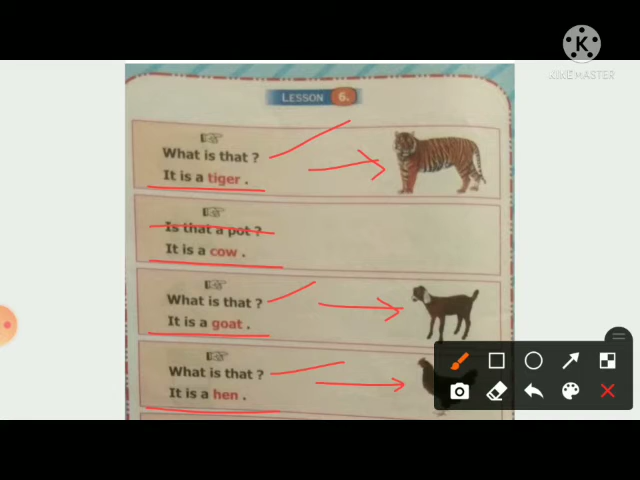 KINEMASTER
LESSON 6.
What is that ?
It is a tiger .
Is that a pot ?
It is a cow .
What is that ?
It is a goat .
What is that ?
It is a hen .